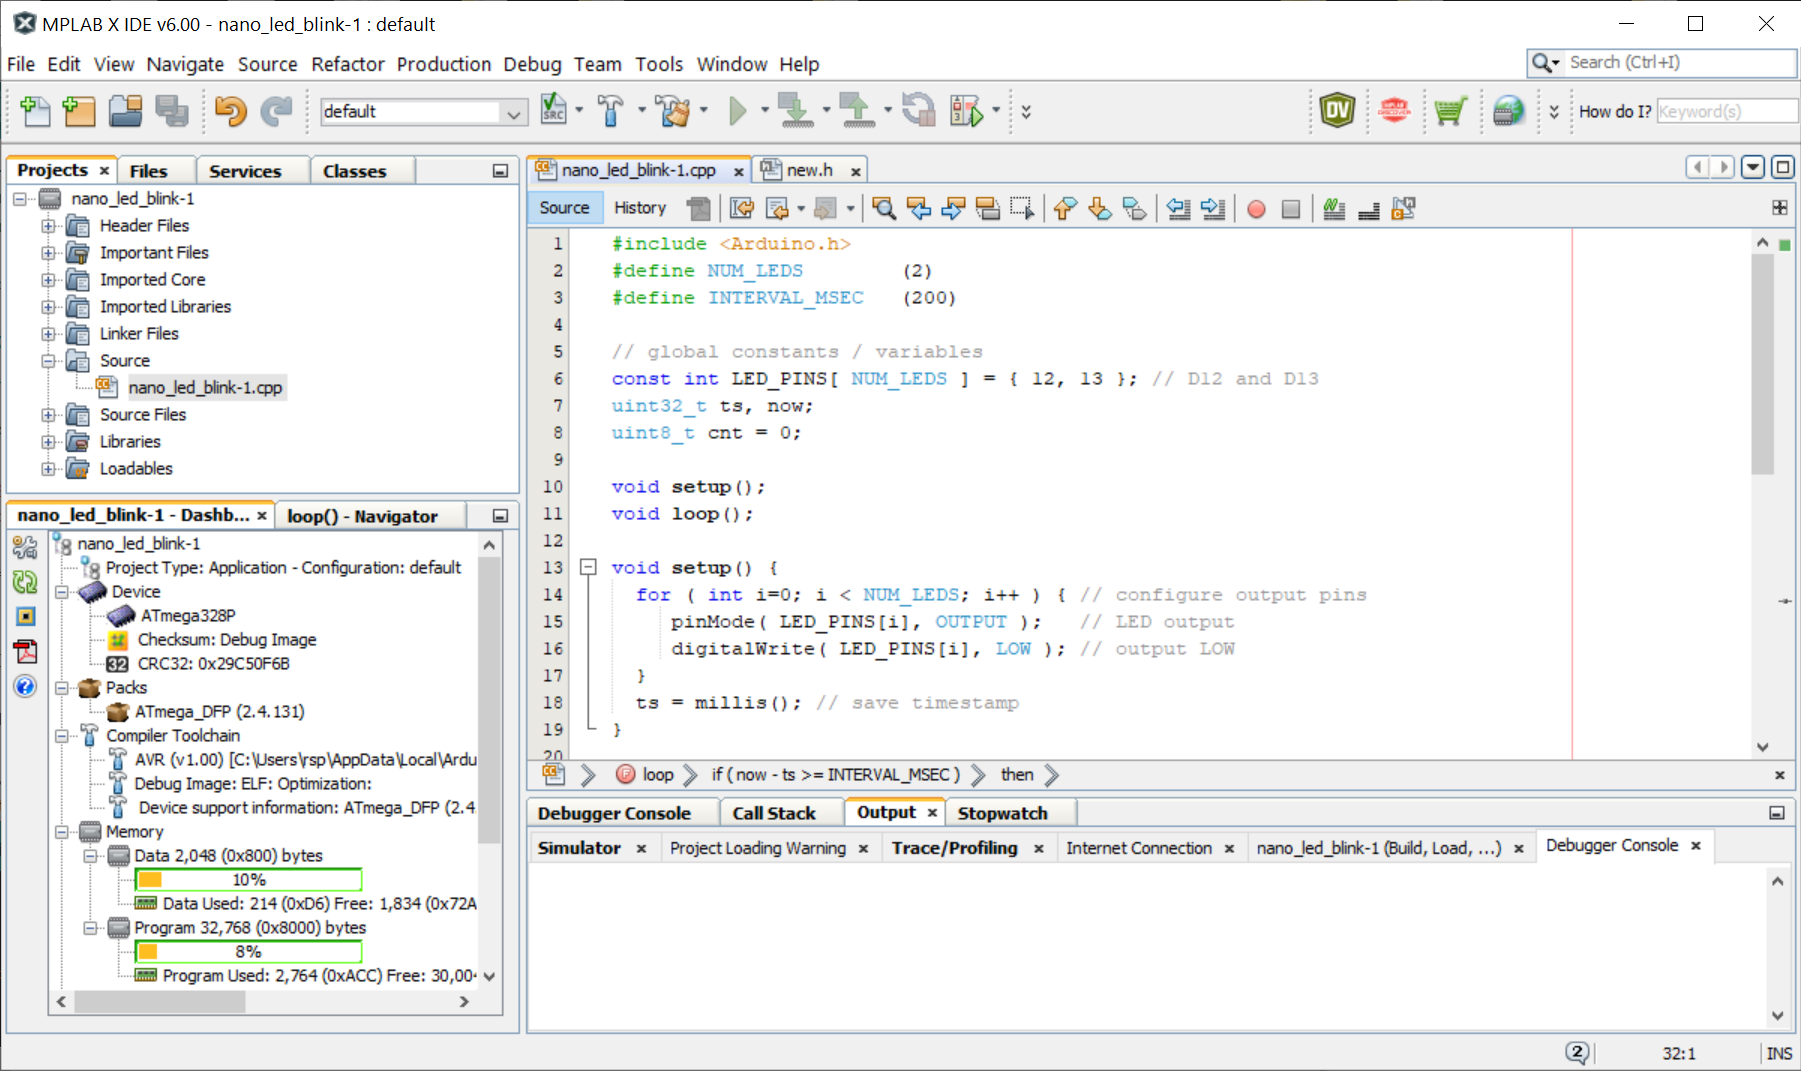 MPLAB X IDE v6.00 - nano_led_blink-1 : default
File Edit View Navigate Source Refactor Production Debug Team Tools Window Help
Search (Ctrl+I)
default
SRC
DV
How do I?
Keyword(s)
Projects Files Services Classes
nano_led_blink-1
Header Files
Important Files
Imported Core
Imported Libraries
Linker Files
Source
nano_led_blink-1.cpp
Source Files
Libraries
Loadables
nano_led_blink-1 - Dashb... loop() - Navigator
nano_led_blink-1
Project Type: Application - Configuration: default
Device
ATmega328P
Checksum: Debug Image
32 CRC32: 0x29C50F6B
Packs
ATmega_DFP (2.4.131)
Compiler Toolchain
AVR (v1.00) [C:\Users\rsp\AppData\Local\Ardu
Debug Image: ELF: Optimization:
Device support information: ATmega_DFP (2.4
Memory
Data 2,048 (0x800) bytes
10%
Data Used: 214 (0xD6) Free: 1,834 (0x72A
Program 32,768 (0x8000) bytes
8%
Program Used: 2,764 (0xACC) Free: 30,00
nano_led_blink-1.cpp new.h
Source History
1 #include <Arduino.h>
2 #define NUM_LEDS (2)
3 #define INTERVAL_MSEC (200)
4
5 // global constants / variables
6 const int LED_PINS[ NUM_LEDS ] = { 12, 13 }; // D12 and D13
7 uint32_t ts, now;
8 uint8_t cnt = 0;
9
10 void setup();
11 void loop();
12
13 void setup() {
14 for ( int i=0; i < NUM_LEDS; i++ ) { // configure output pins
15 pinMode( LED_PINS[i], OUTPUT ); // LED output
16 digitalWrite( LED_PINS[i], LOW ); // output LOW
17 }
18 ts = millis(); // save timestamp
19 }
20
loop if ( now - ts >= INTERVAL_MSEC ) then
Debugger Console Call Stack Output Stopwatch
Simulator Project Loading Warning Trace/Profiling Internet Connection nano_led_blink-1 (Build, Load, ...) Debugger Console
2 32:1 INS